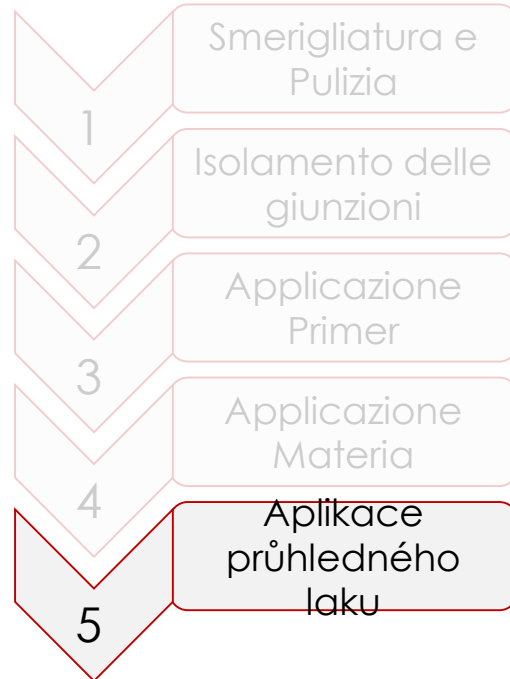 Smerigliatura e
Pulizia
1
Isolamento delle
giunzioni
2
Applicazione
Primer
3
Applicazione
Materia
4
Aplikace
průhledného
laku
5